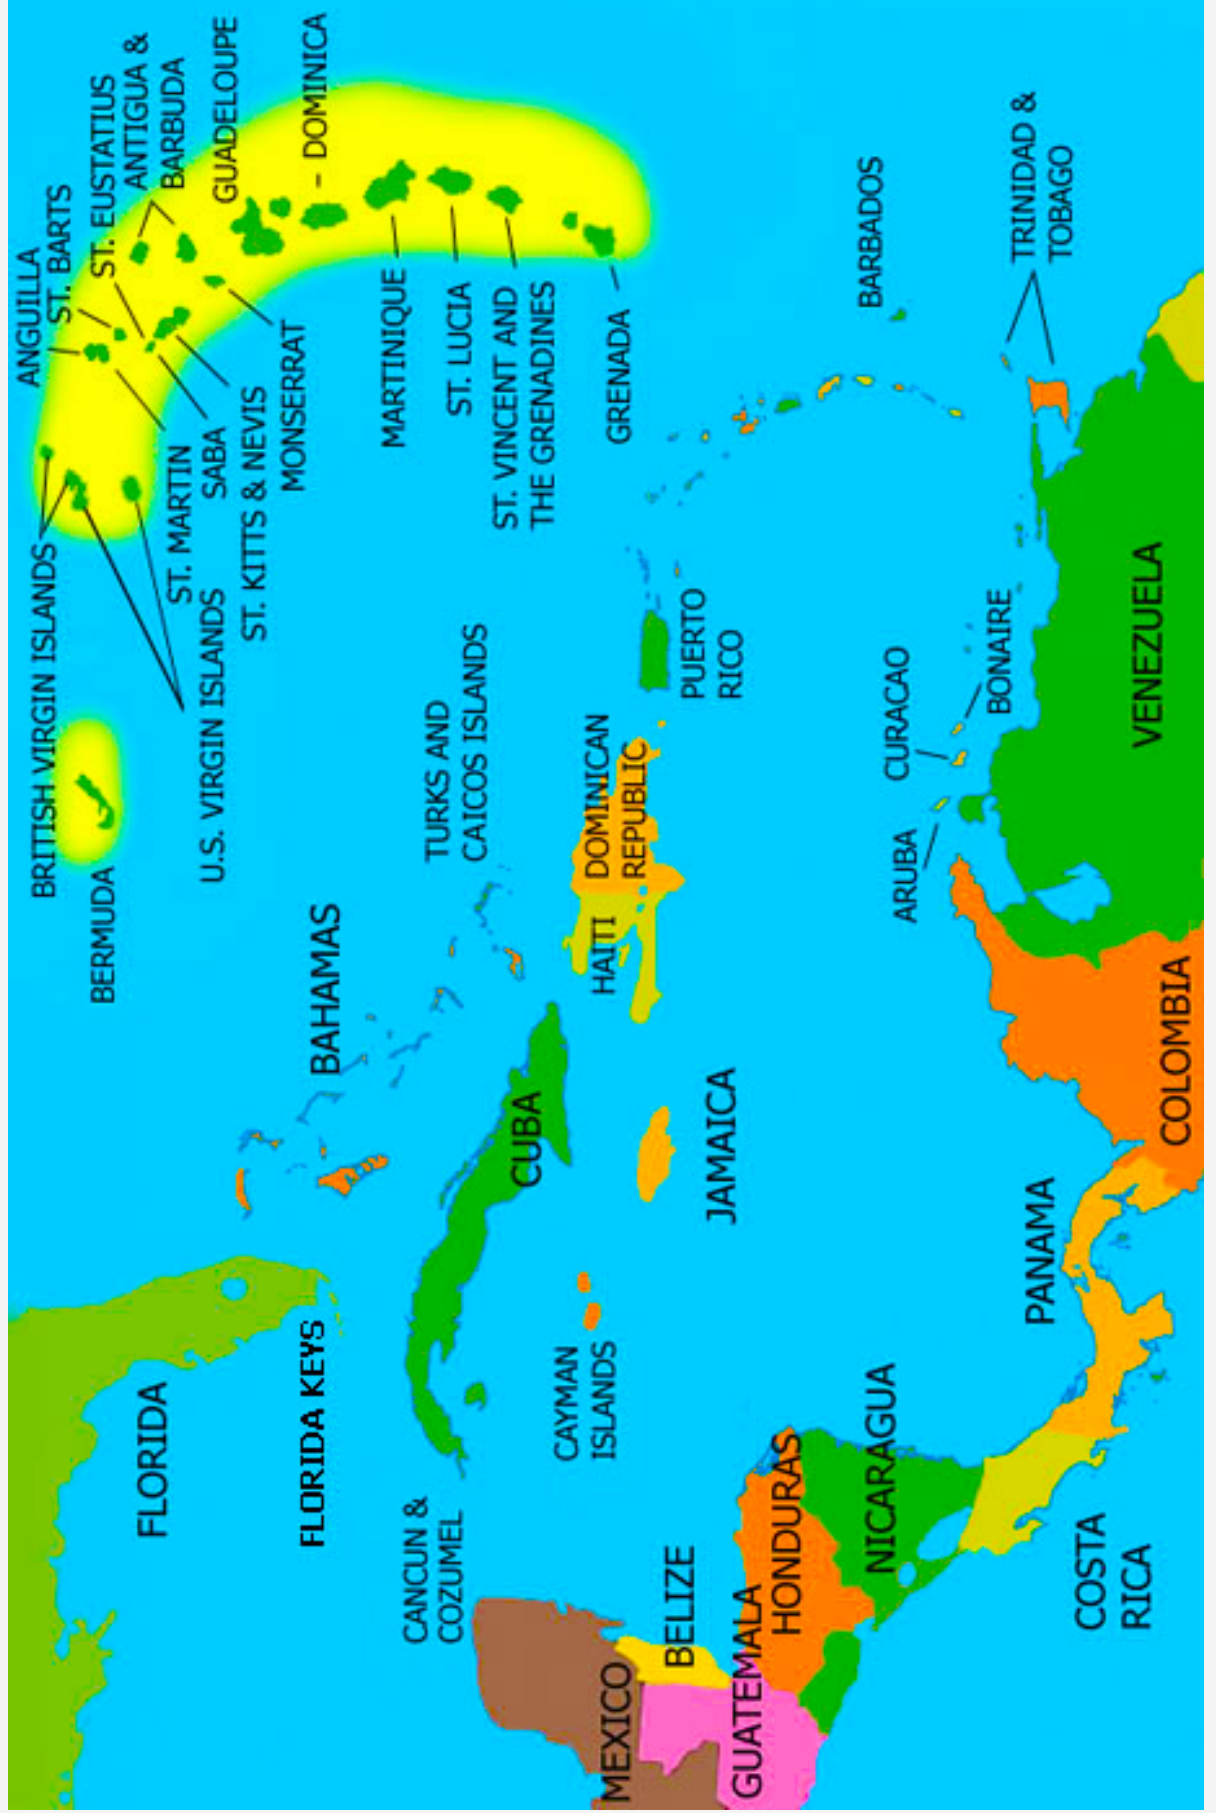 BRITISH VIRGIN ISLANDS
ANGUILLA
ST. BARTS
ST. EUSTATIUS
ANTIGUA &
BARBUDA
GUADELOUPE
- DOMINICA
BERMUDA
U.S. VIRGIN ISLANDS
ST. MARTIN
SABA
ST. KITTS & NEVIS
MONSERRAT
MARTINIQUE
ST. LUCIA
ST. VINCENT AND
THE GRENADINES
GRENADA
FLORIDA
FLORIDA KEYS
BAHAMAS
TURKS AND
CAICOS ISLANDS
CANCUN &
COZUMEL
CUBA
CAYMAN
ISLANDS
HAITI
DOMINICAN
REPUBLIC
PUERTO
RICO
JAMAICA
MEXICO
BELIZE
GUATEMALA
HONDURAS
NICARAGUA
COSTA
RICA
PANAMA
COLOMBIA
ARUBA
CURACAO
BONAIRE
BARBADOS
TRINIDAD &
TOBAGO
VENEZUELA